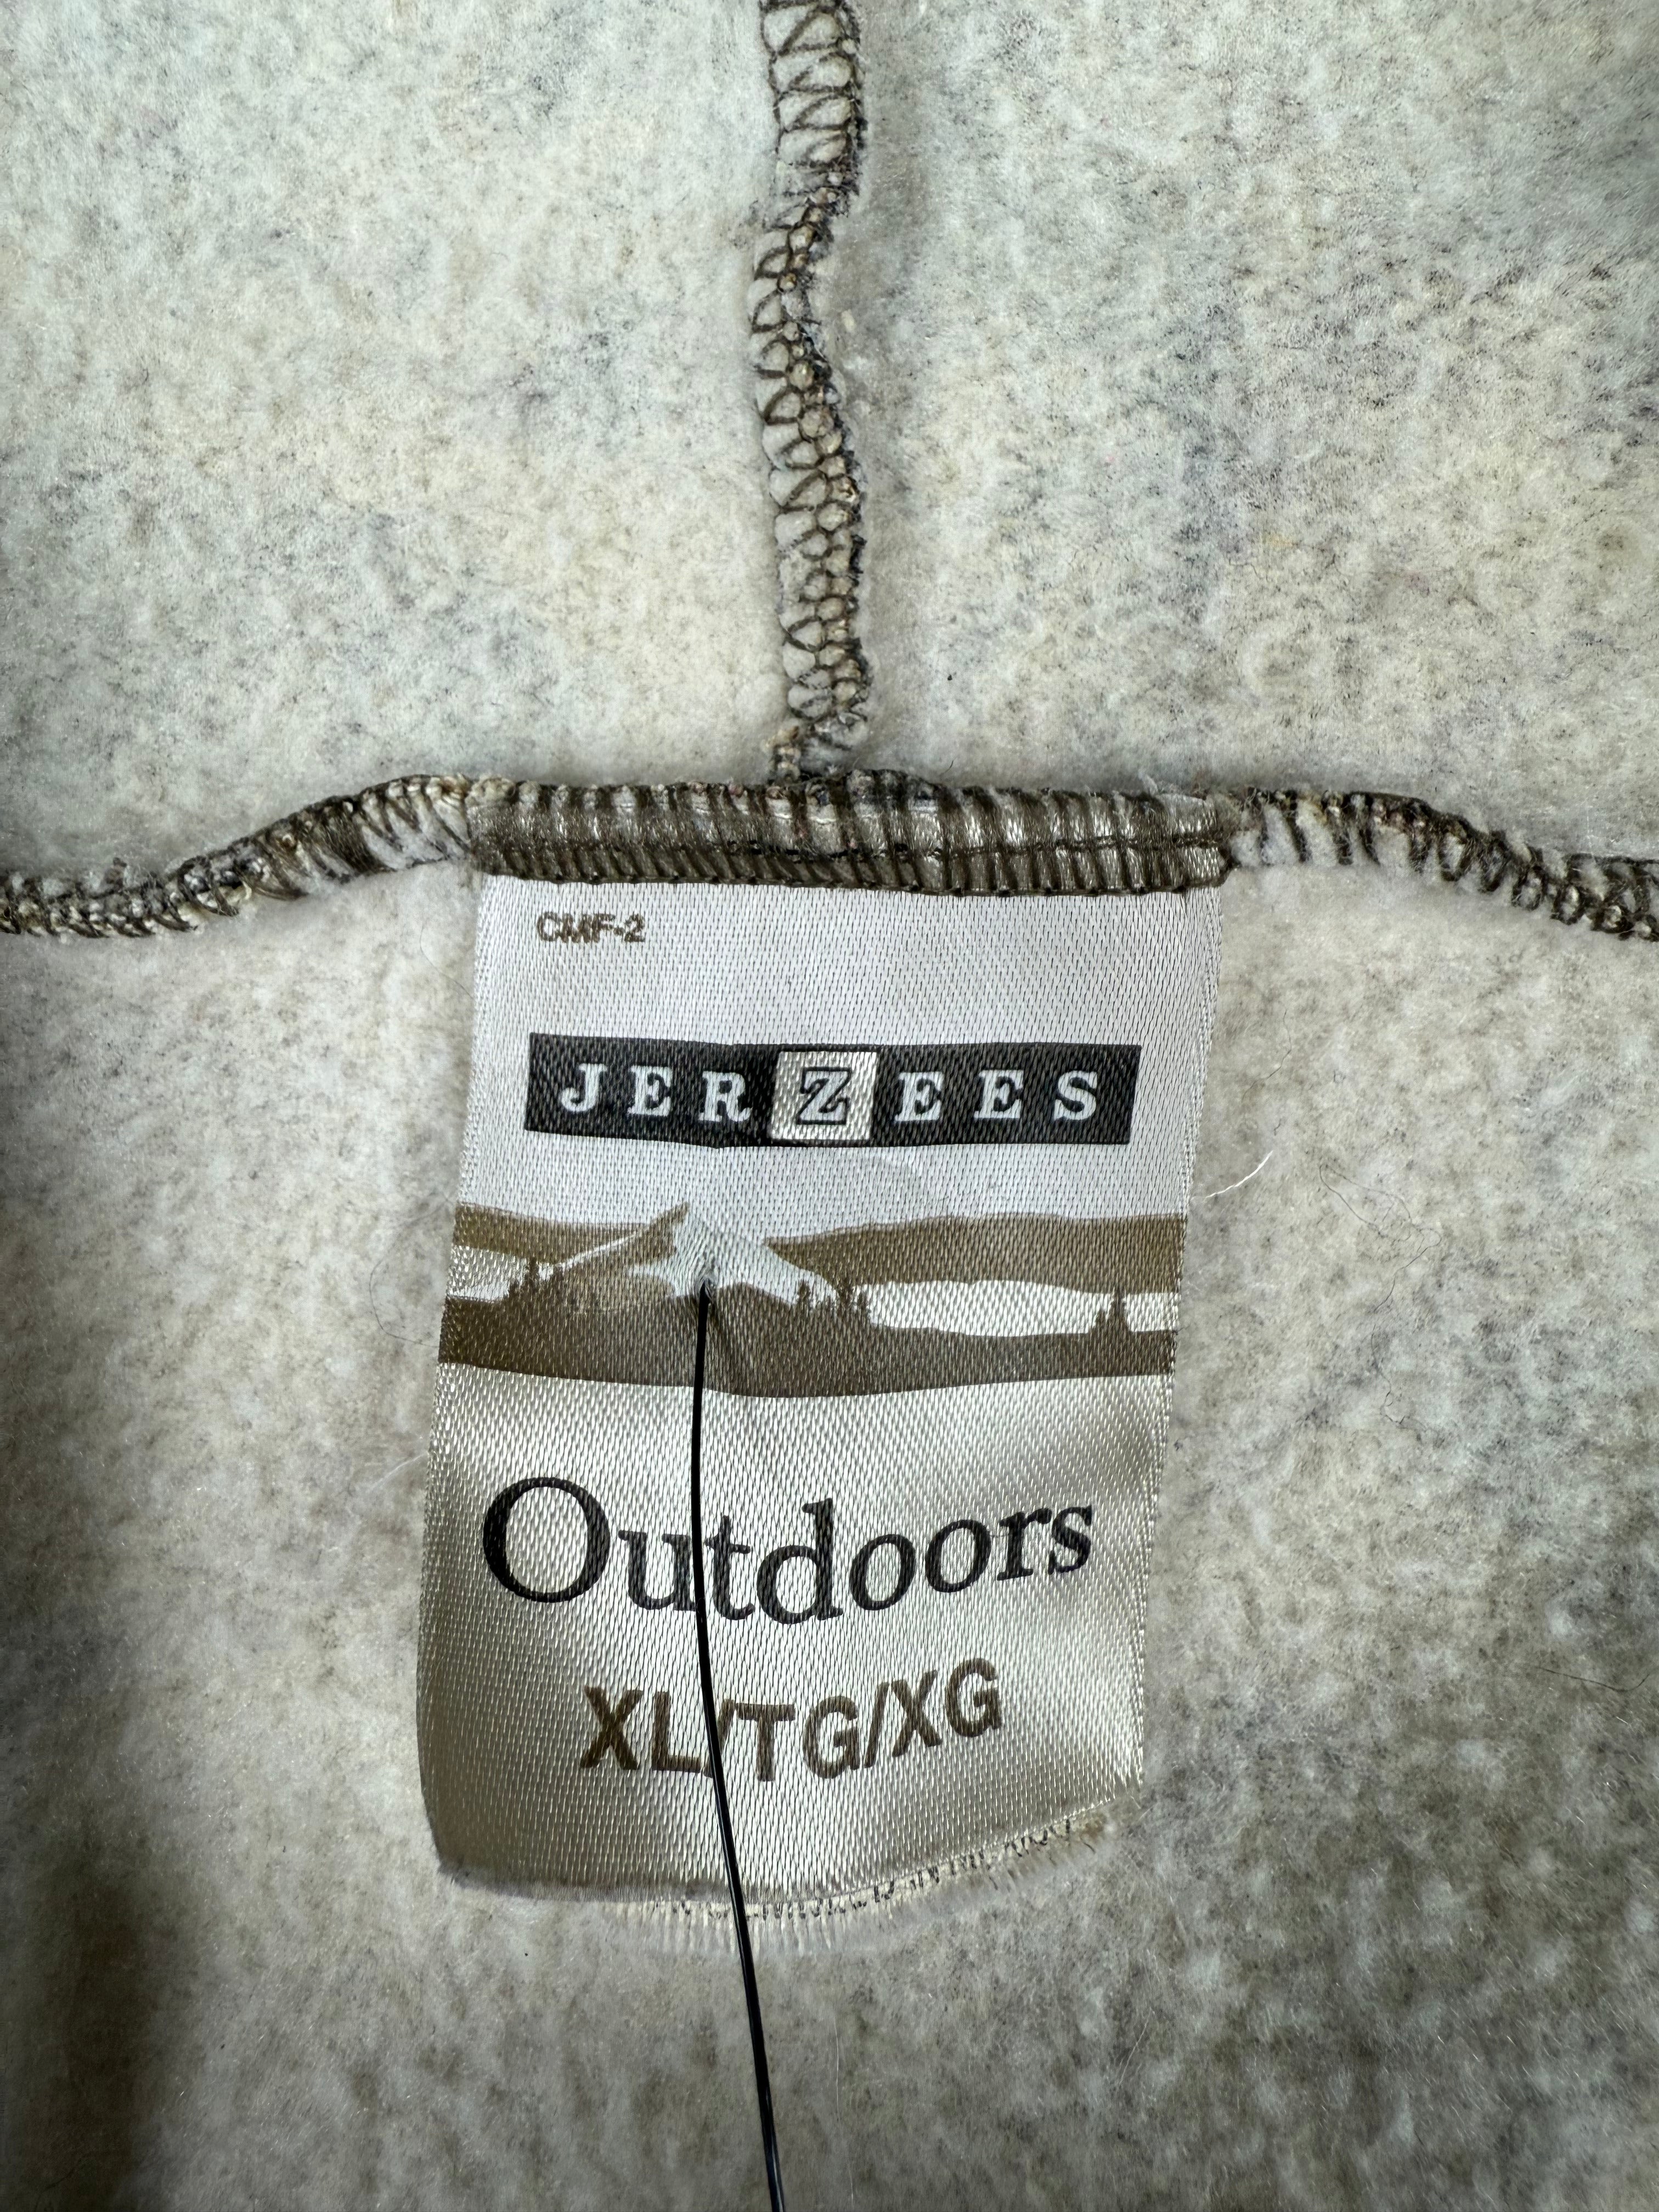 CMF-2
JERZEES
Outdoors
XL/TG/XG